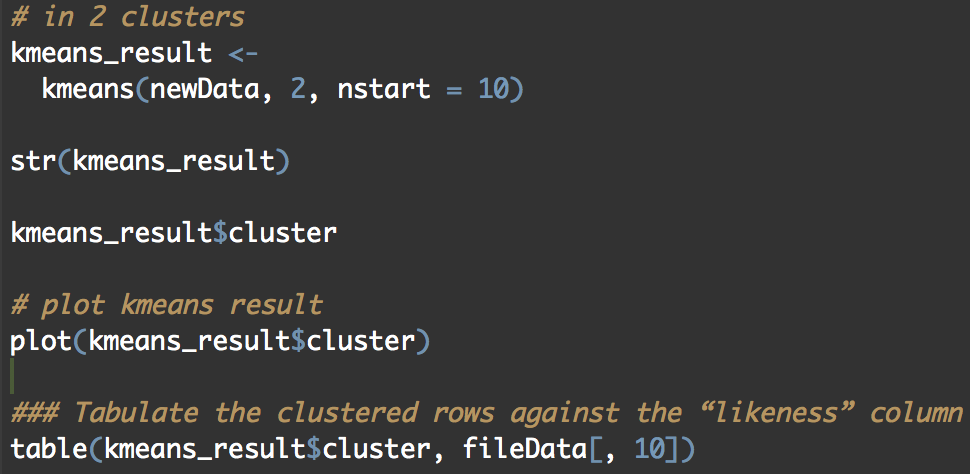 # in 2 clusters
kmeans_result <-
  kmeans(newData, 2, nstart = 10)
str(kmeans_result)
kmeans_result$cluster
# plot kmeans result
plot(kmeans_result$cluster)
### Tabulate the clustered rows against the “likeness” column
table(kmeans_result$cluster, fileData[, 10])